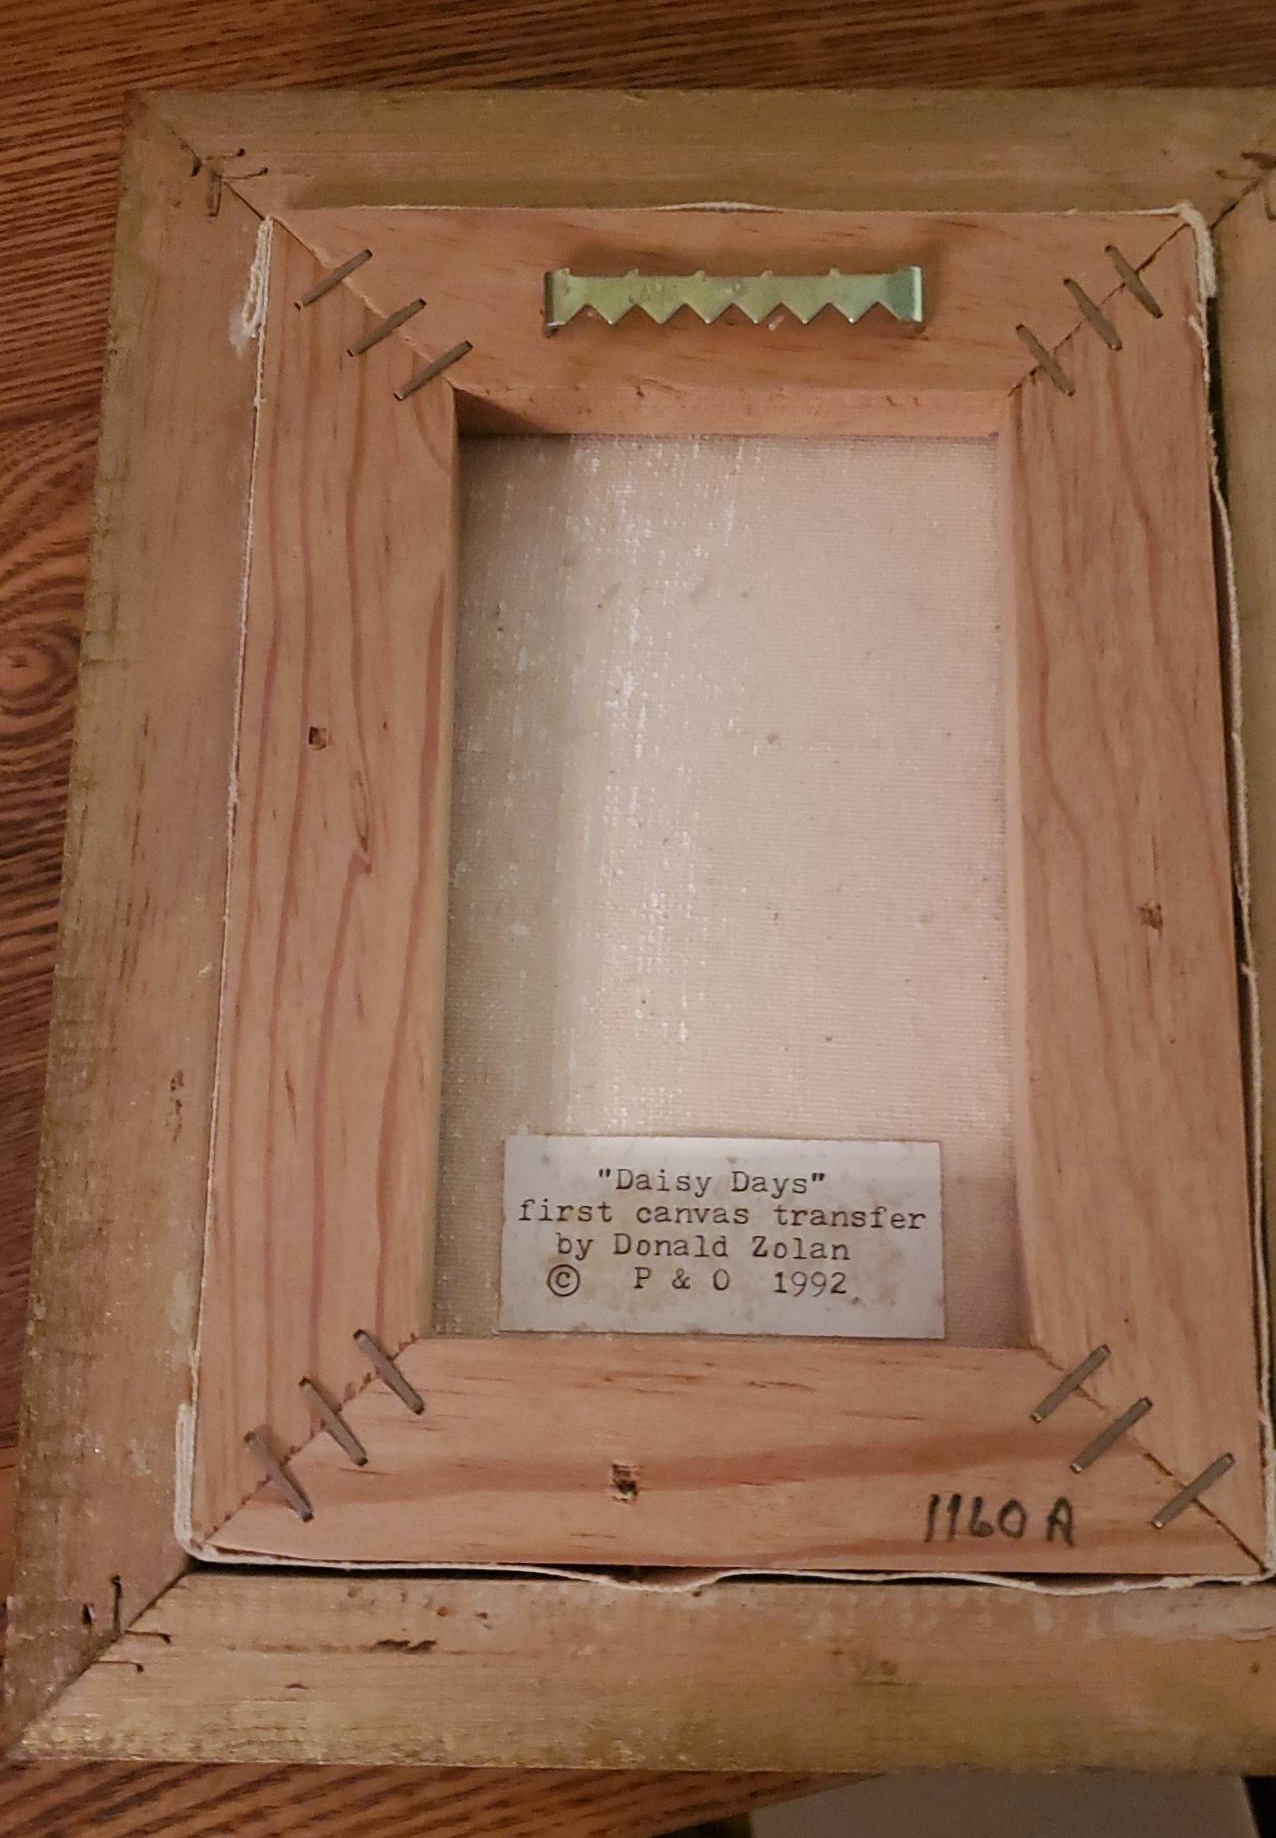 "Daisy Days"
first canvas transfer
by Donald Zolan
© P & O 1992
1160 A